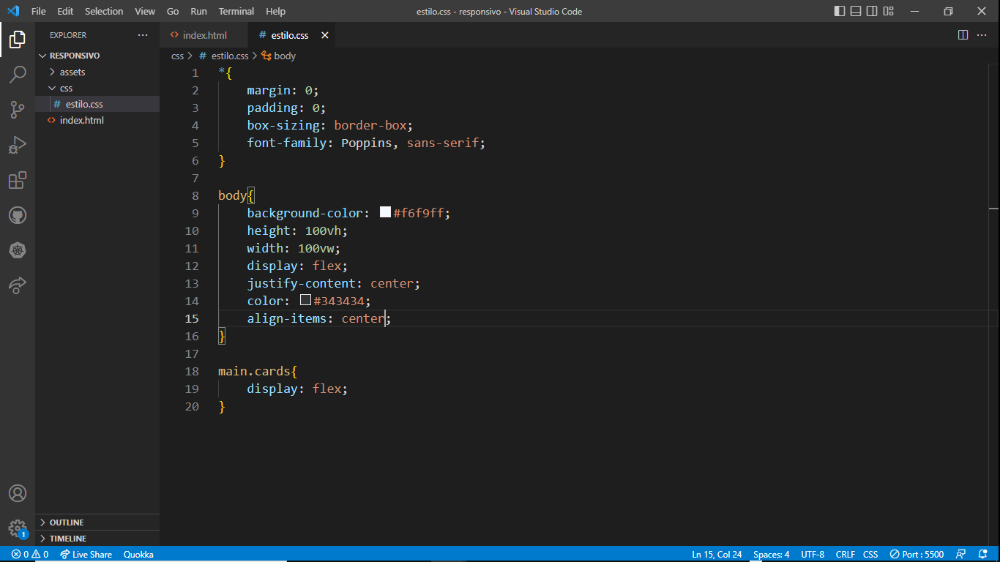 File Edit Selection View Go Run Terminal Help estilo.css - responsivo - Visual Studio Code
EXPLORER ··· <> index.html # estilo.css ×
RESPONSIVO css > # estilo.css > body
assets
css
# estilo.css
<> index.html
1 *{
2 margin: 0;
3 padding: 0;
4 box-sizing: border-box;
5 font-family: Poppins, sans-serif;
6 }
7
8 body{
9 background-color: #f6f9ff;
10 height: 100vh;
11 width: 100vw;
12 display: flex;
13 justify-content: center;
14 color: #343434;
15 align-items: center;
16 }
17
18 main.cards{
19 display: flex;
20 }
OUTLINE
1
TIMELINE
0 0 Live Share Quokka Ln 15, Col 24 Spaces: 4 UTF-8 CRLF CSS Port : 5500